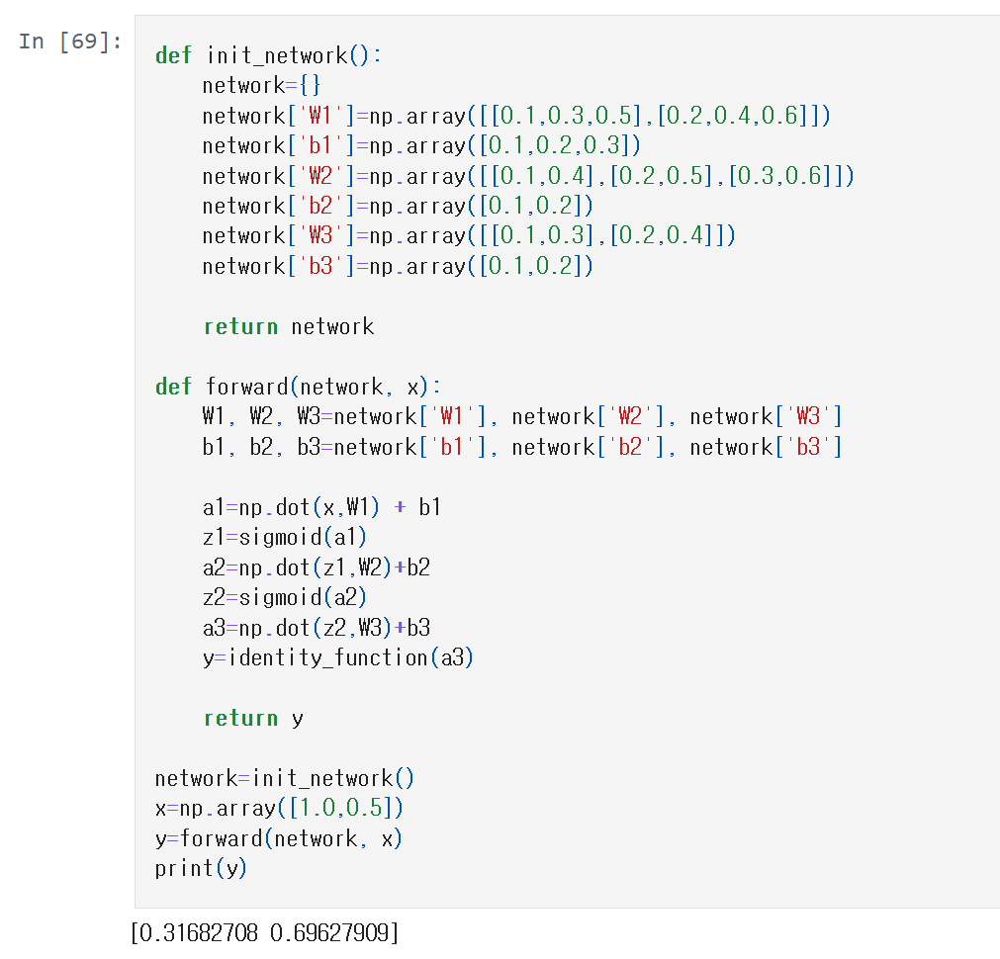 In [69]:
def init_network():
    network={}
    network['W1']=np.array([[0.1,0.3,0.5],[0.2,0.4,0.6]])
    network['b1']=np.array([0.1,0.2,0.3])
    network['W2']=np.array([[0.1,0.4],[0.2,0.5],[0.3,0.6]])
    network['b2']=np.array([0.1,0.2])
    network['W3']=np.array([[0.1,0.3],[0.2,0.4]])
    network['b3']=np.array([0.1,0.2])
    return network
def forward(network, x):
    W1, W2, W3=network['W1'], network['W2'], network['W3']
    b1, b2, b3=network['b1'], network['b2'], network['b3']
    a1=np.dot(x,W1) + b1
    z1=sigmoid(a1)
    a2=np.dot(z1,W2)+b2
    z2=sigmoid(a2)
    a3=np.dot(z2,W3)+b3
    y=identity_function(a3)
    return y
network=init_network()
x=np.array([1.0,0.5])
y=forward(network, x)
print(y)
[0.31682708 0.69627909]